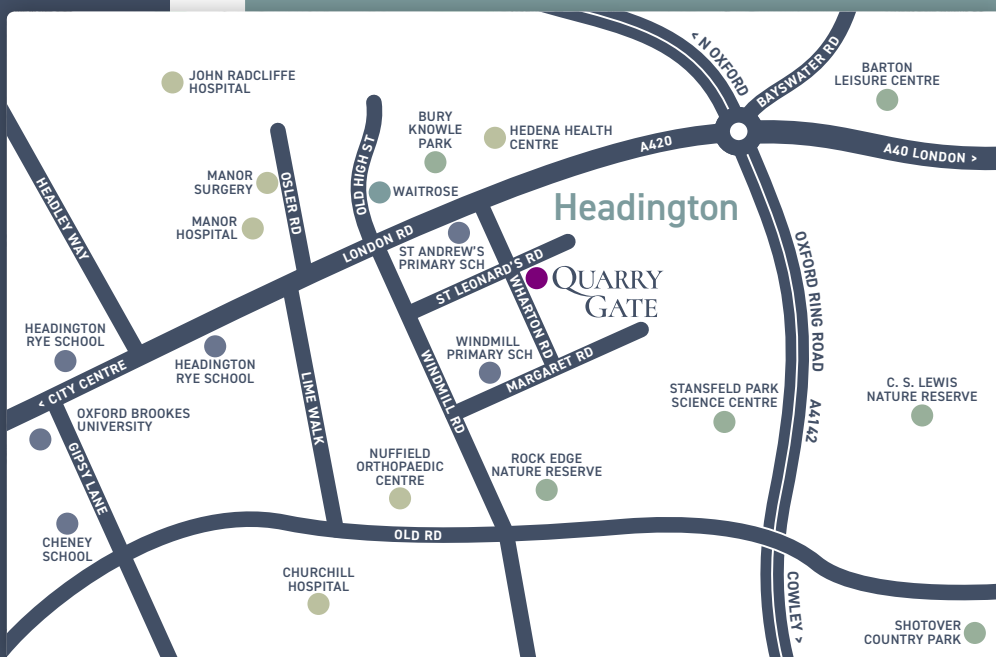 < N OXFORD
BAYSWATER RD
BARTON
LEISURE CENTRE
JOHN RADCLIFFE
HOSPITAL
BURY
KNOWLE
PARK
HEDENA HEALTH
CENTRE
A420
A40 LONDON >
OLD HIGH ST
MANOR
SURGERY
OSLER RD
WAITROSE
HEADLEY WAY
MANOR
HOSPITAL
LONDON RD
Headington
ST ANDREW'S
PRIMARY SCH
ST LEONARD'S RD
QUARRY
GATE
WHARTON RD
OXFORD RING ROAD
A4142
HEADINGTON
RYE SCHOOL
HEADINGTON
RYE SCHOOL
WINDMILL
PRIMARY SCH
MARGARET RD
WINDMILL RD
< CITY CENTRE
LIME WALK
STANSFELD PARK
SCIENCE CENTRE
C. S. LEWIS
NATURE RESERVE
OXFORD BROOKES
UNIVERSITY
GIPSY LANE
NUFFIELD
ORTHOPAEDIC
CENTRE
ROCK EDGE
NATURE RESERVE
CHENEY
SCHOOL
OLD RD
CHURCHILL
HOSPITAL
COWLEY >
SHOTOVER
COUNTRY PARK